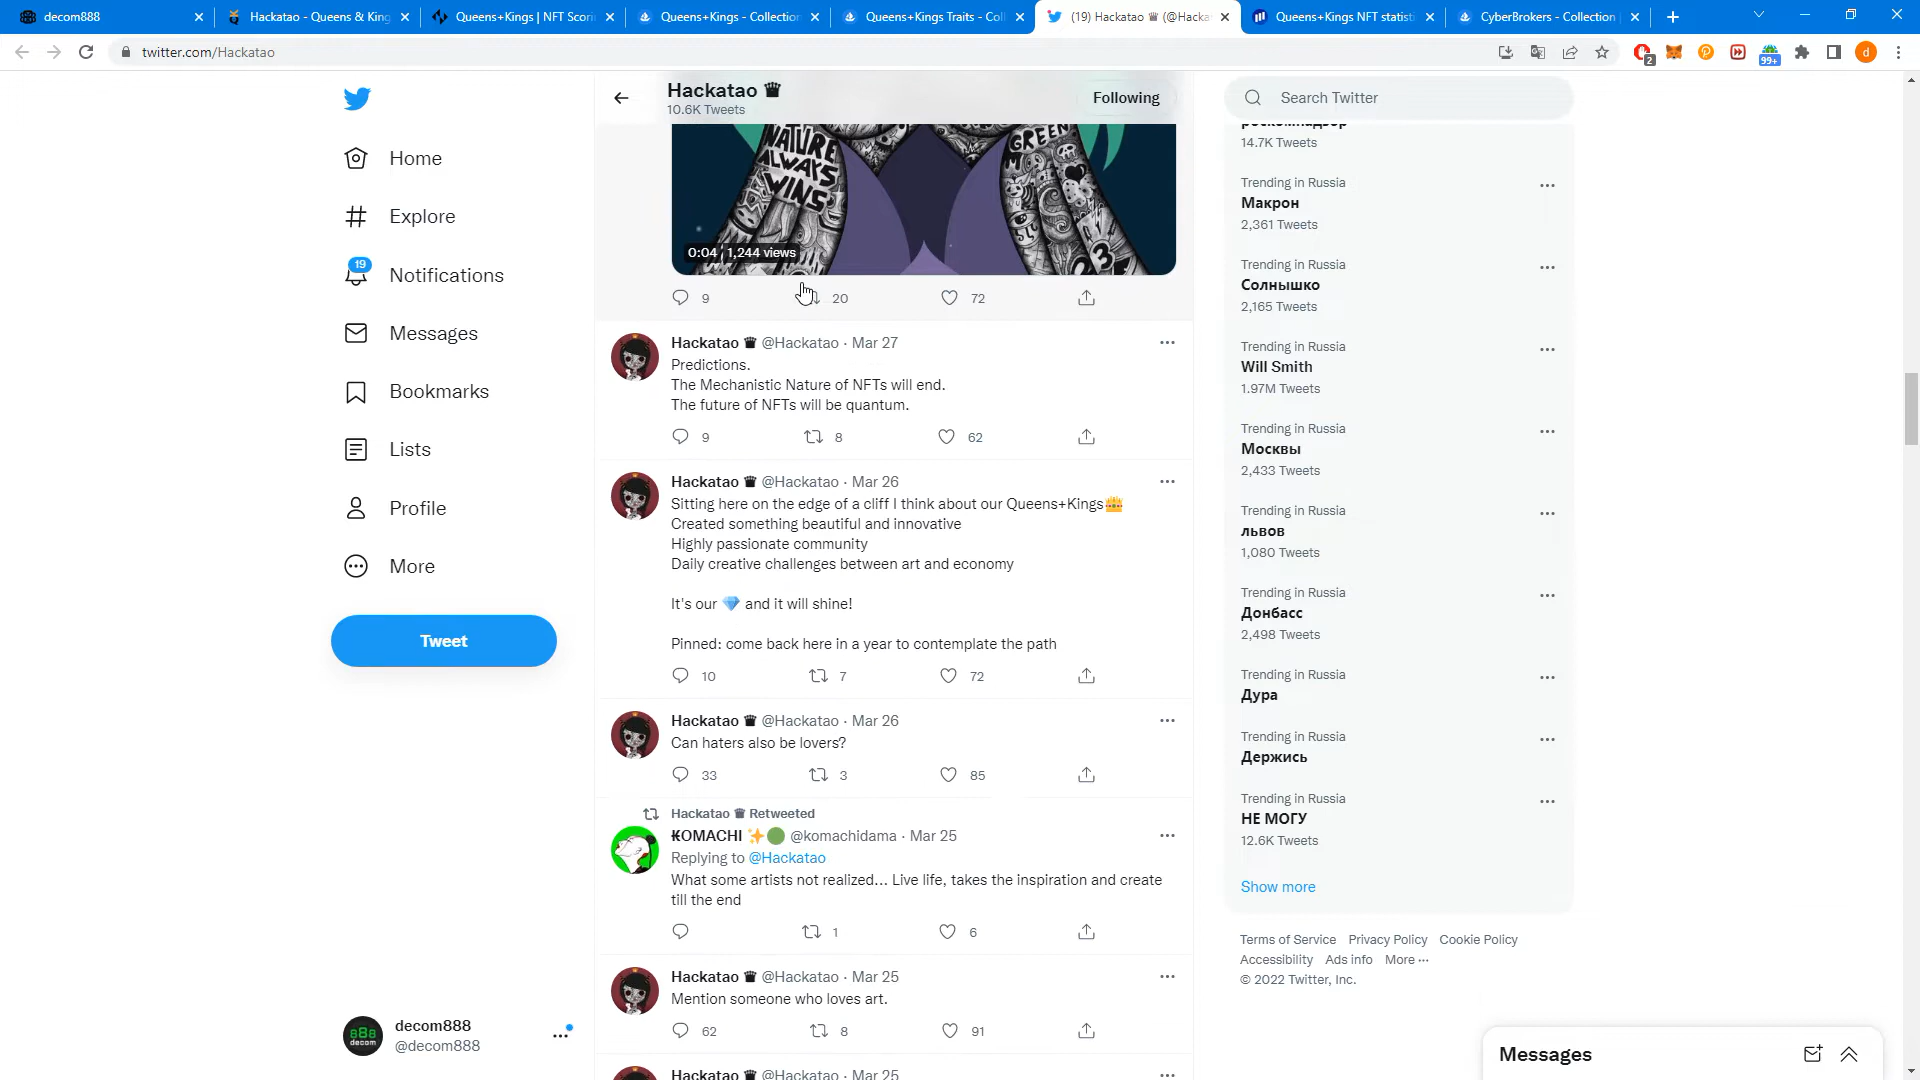 decom888
Hackatao - Queens & King
Queens+Kings | NFT Scori
Queens+Kings - Collection
Queens+Kings Traits - Coll
(19) Hackatao ♛ (@Hacka
Queens+Kings NFT statisti
CyberBrokers - Collection
twitter.com/Hackatao
2
99+
d
Hackatao ♛
10.6K Tweets
Following
Search Twitter
Home
Explore
19
Notifications
Messages
Bookmarks
Lists
Profile
More
Tweet
888
decom
decom888
@decom888
NATURE
ALWAYS
WINS
GREEN
0:04 1,244 views
9 20 72
Hackatao ♛ @Hackatao · Mar 27
Predictions.
The Mechanistic Nature of NFTs will end.
The future of NFTs will be quantum.
9 8 62
Hackatao ♛ @Hackatao · Mar 26
Sitting here on the edge of a cliff I think about our Queens+Kings👑
Created something beautiful and innovative
Highly passionate community
Daily creative challenges between art and economy
It's our 💎 and it will shine!
Pinned: come back here in a year to contemplate the path
10 7 72
Hackatao ♛ @Hackatao · Mar 26
Can haters also be lovers?
33 3 85
Hackatao ♛ Retweeted
₭OMACHI ✨🟢 @komachidama · Mar 25
Replying to @Hackatao
What some artists not realized... Live life, takes the inspiration and create
till the end
1 6
Hackatao ♛ @Hackatao · Mar 25
Mention someone who loves art.
62 8 91
Hackatao ♛ @Hackatao · Mar 25
роскомнадзор
14.7K Tweets
Trending in Russia
Макрон
2,361 Tweets
Trending in Russia
Солнышко
2,165 Tweets
Trending in Russia
Will Smith
1.97M Tweets
Trending in Russia
Москвы
2,433 Tweets
Trending in Russia
львов
1,080 Tweets
Trending in Russia
Донбасс
2,498 Tweets
Trending in Russia
Дура
Trending in Russia
Держись
Trending in Russia
НЕ МОГУ
12.6K Tweets
Show more
Terms of Service Privacy Policy Cookie Policy
Accessibility Ads info More ···
© 2022 Twitter, Inc.
Messages